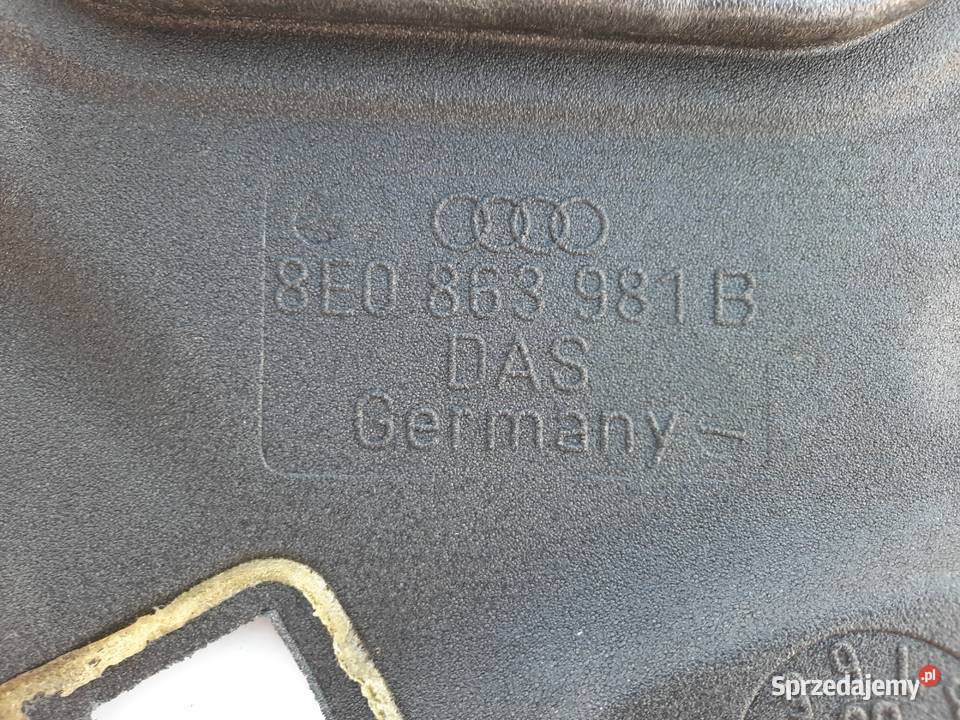 8E0 863 981 B
DAS
Germany
Sprzedajemy.pl